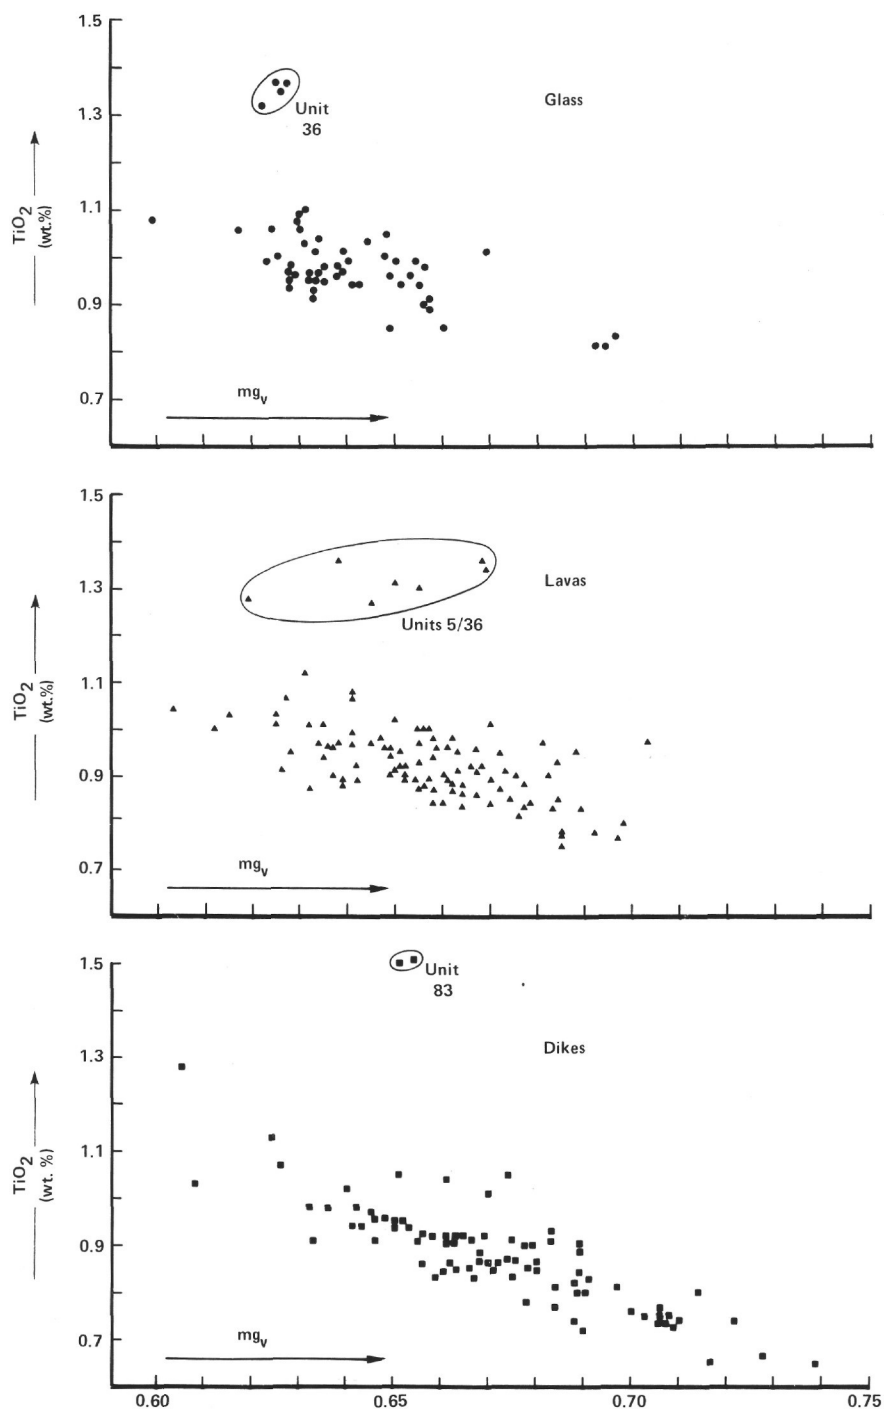 1.5
1.3
1.1
0.9
0.7
TiO2
(wt.%)
Unit
36
Glass
mgv
1.5
1.3
1.1
0.9
0.7
TiO2
(wt.%)
Units 5/36
Lavas
mgv
1.5
1.3
1.1
0.9
0.7
TiO2
(wt. %)
Unit
83
Dikes
mgv
0.60 0.65 0.70 0.75